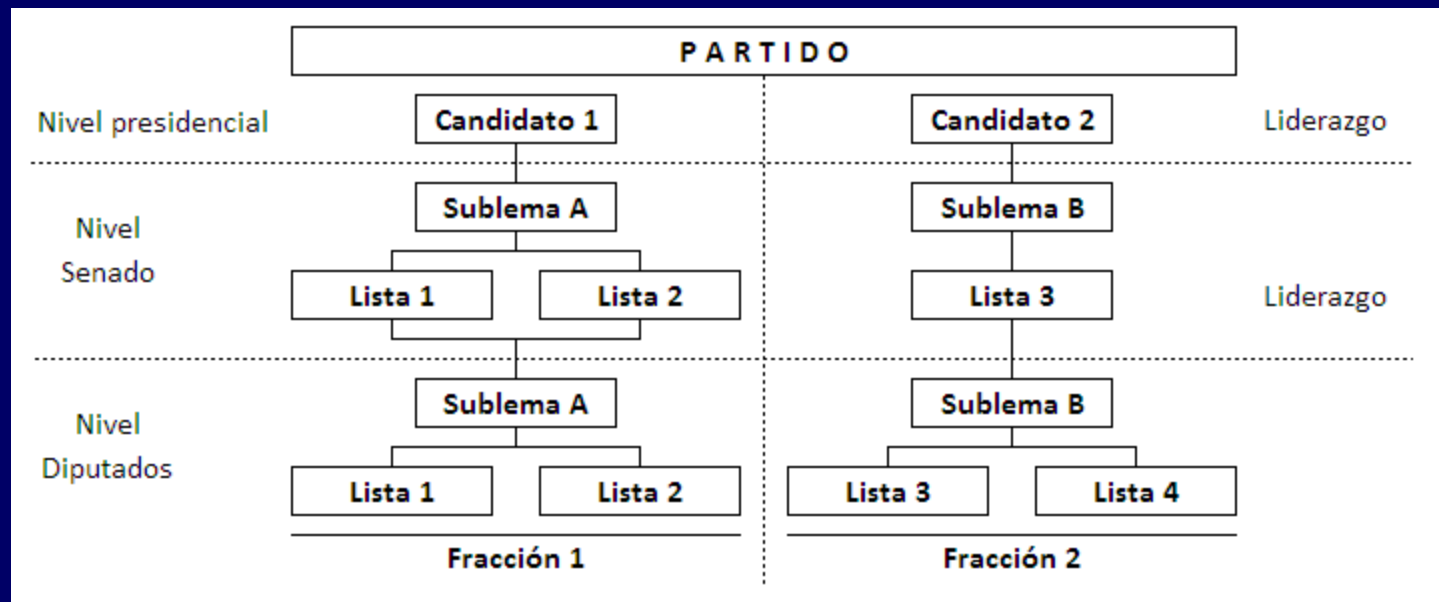 PARTIDO
Nivel presidencial Candidato 1 Candidato 2 Liderazgo
Sublema A Sublema B
Nivel
Senado
Lista 1 Lista 2 Lista 3 Liderazgo
Sublema A Sublema B
Nivel
Diputados
Lista 1 Lista 2 Lista 3 Lista 4
Fracción 1 Fracción 2